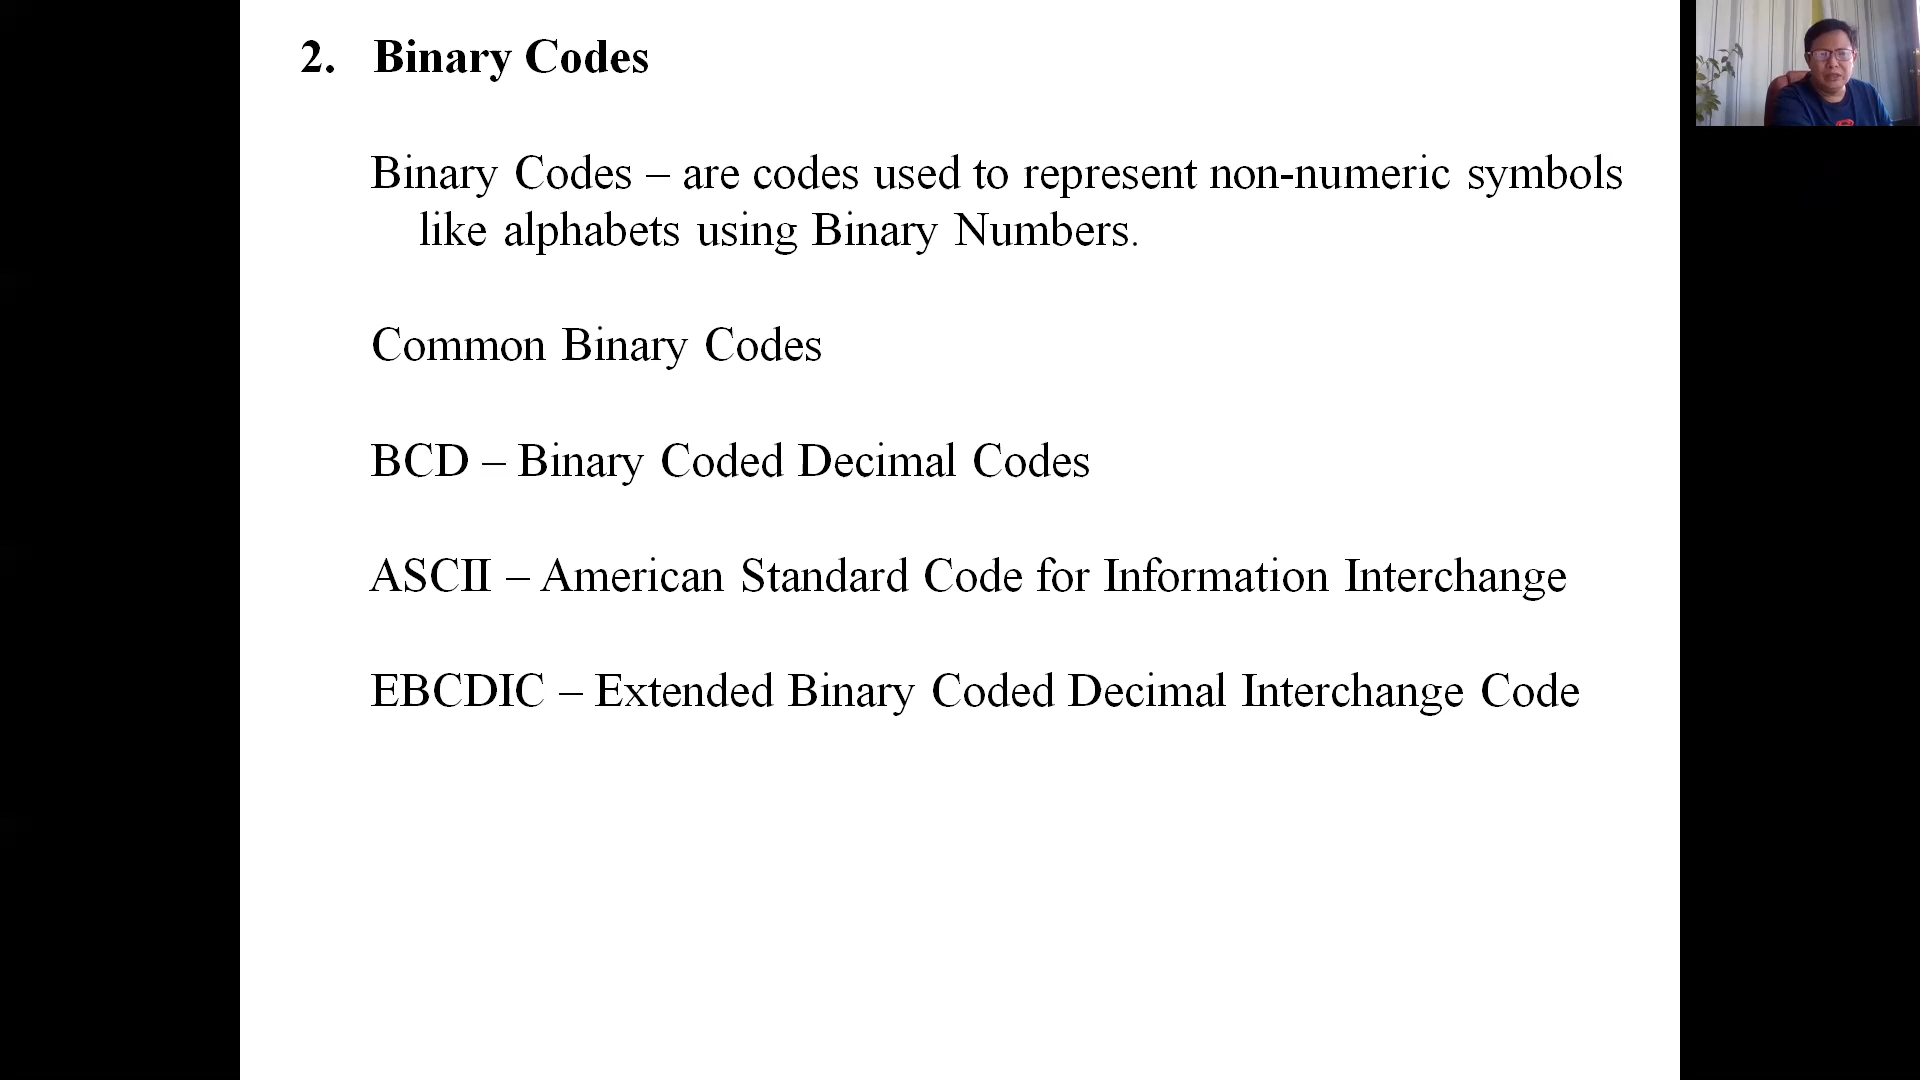 2. Binary Codes
Binary Codes – are codes used to represent non-numeric symbols
like alphabets using Binary Numbers.
Common Binary Codes
BCD – Binary Coded Decimal Codes
ASCII – American Standard Code for Information Interchange
EBCDIC – Extended Binary Coded Decimal Interchange Code